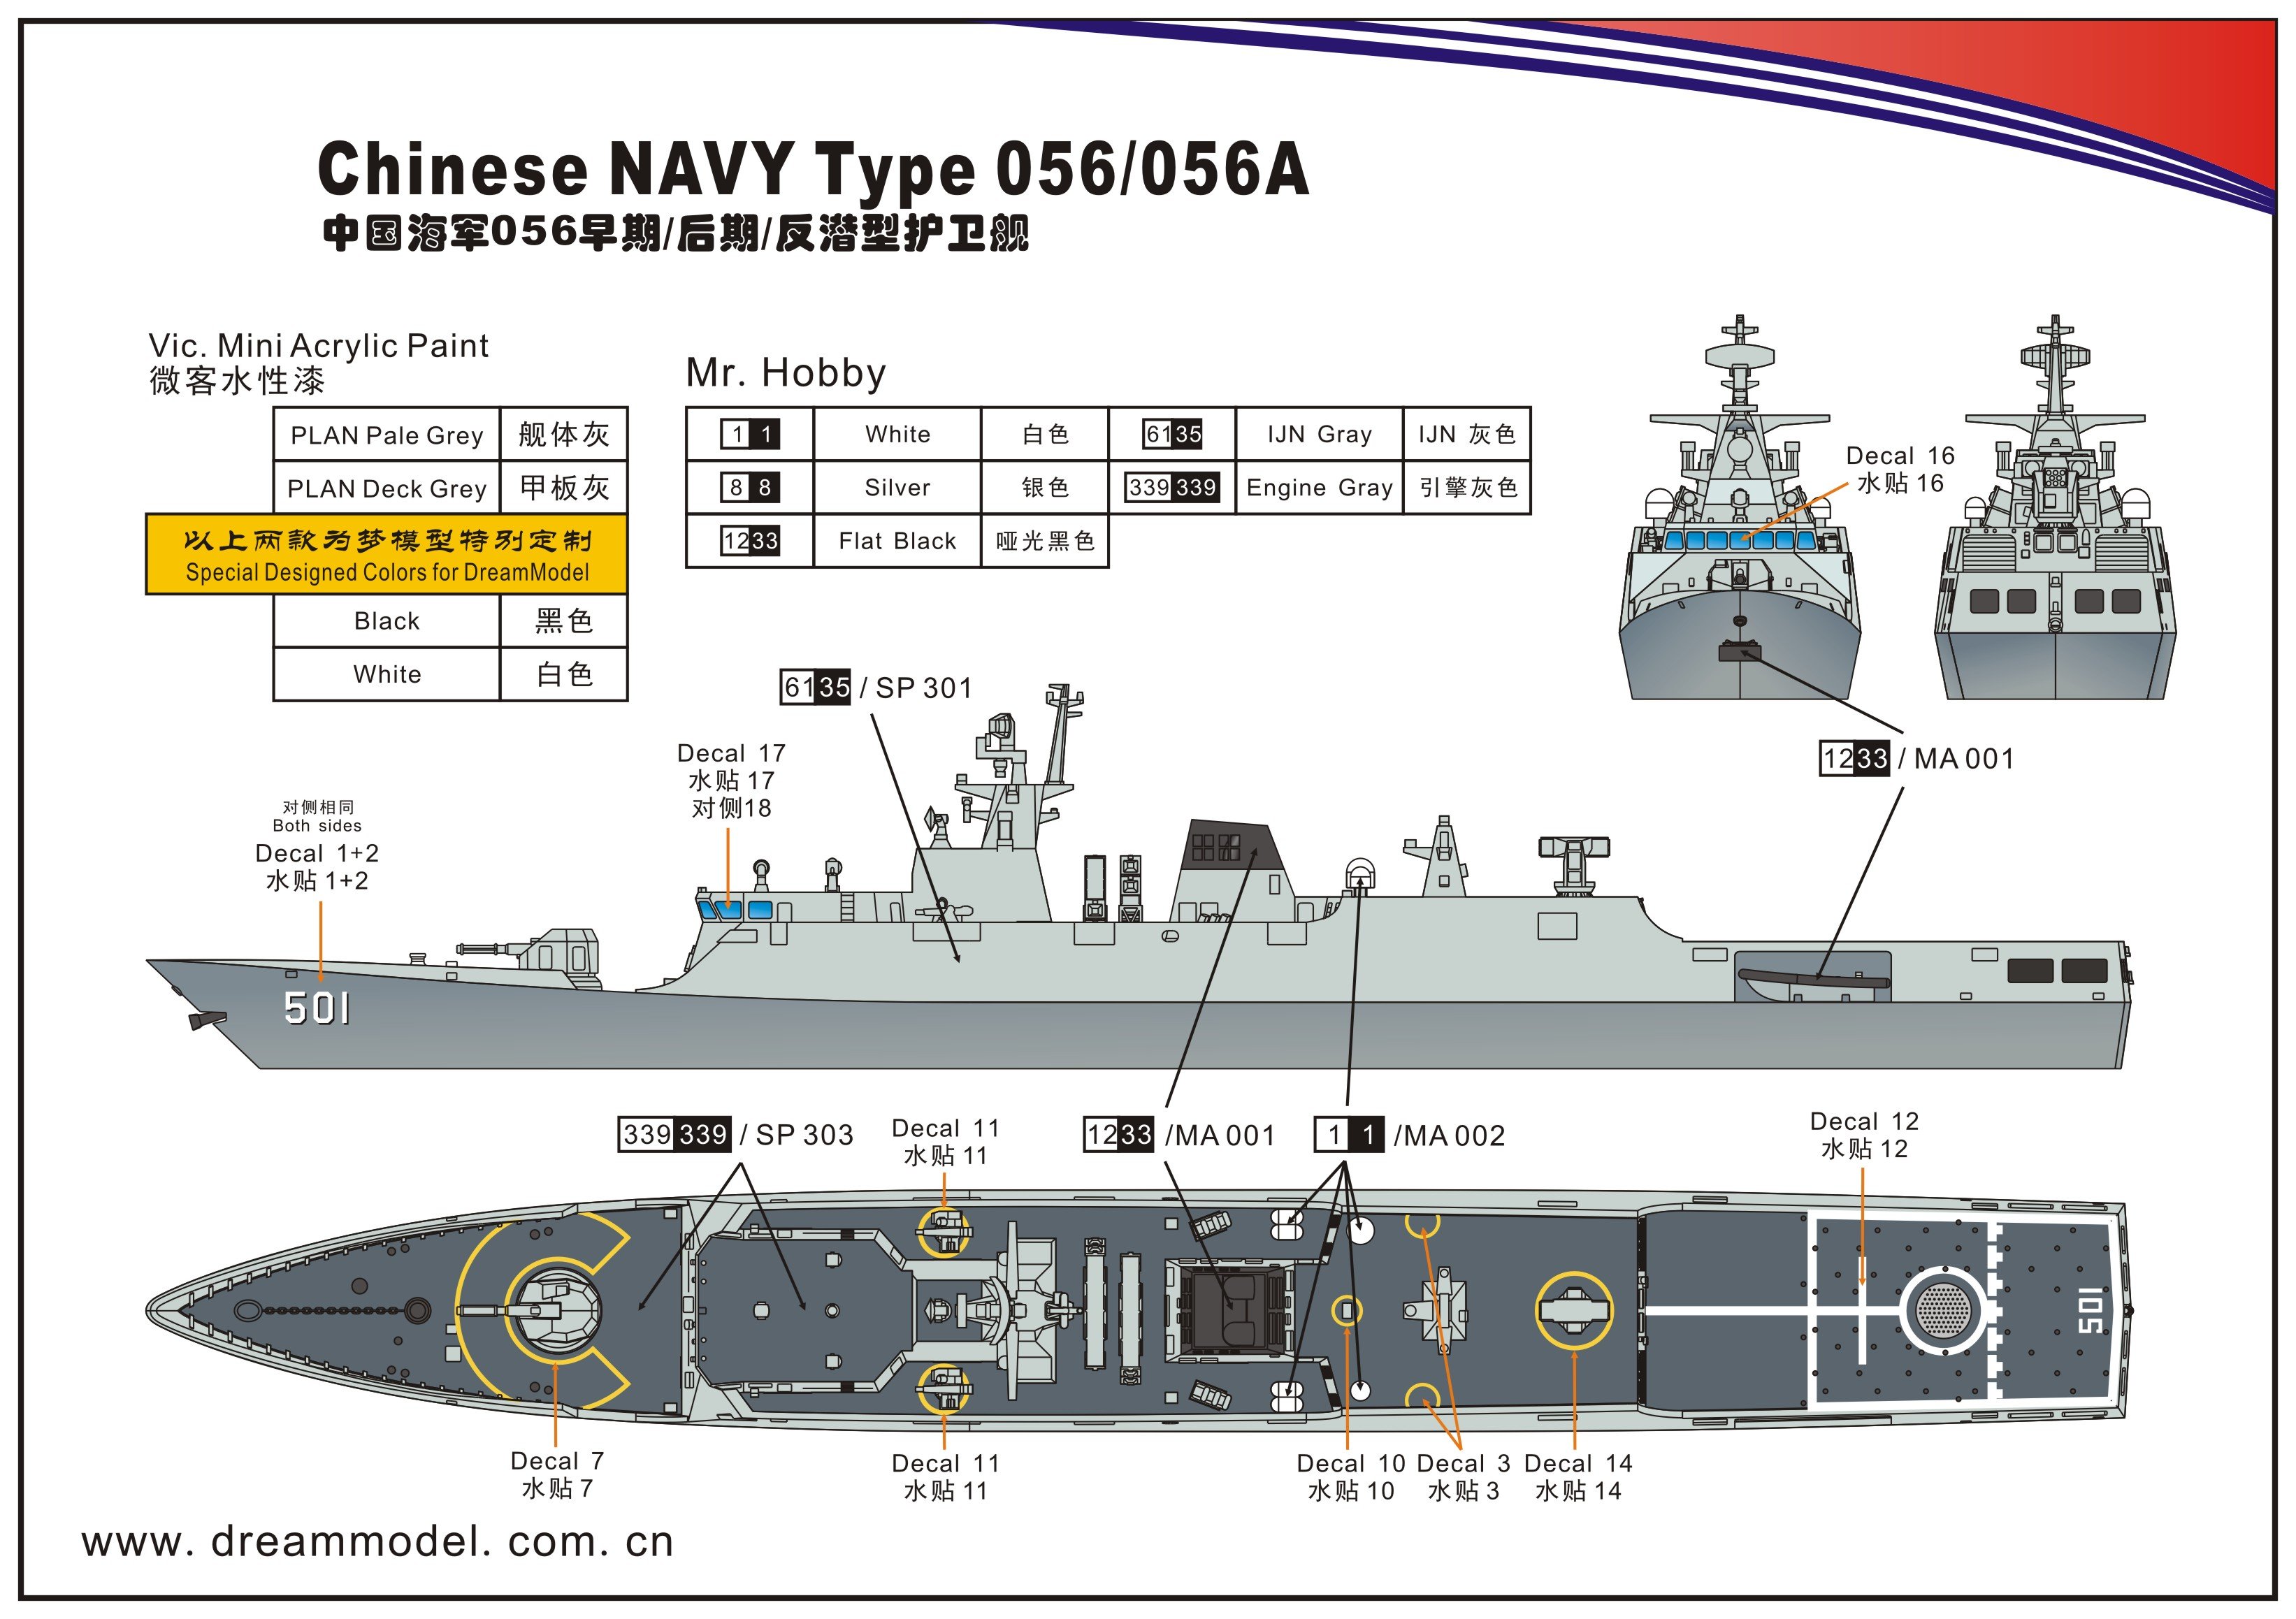 Chinese NAVY Type 056/056A
中国海军056早期/后期/反潜型护卫舰
Vic. Mini Acrylic Paint
微客水性漆
PLAN Pale Grey 舰体灰
PLAN Deck Grey 甲板灰
以上两款为梦模型特别定制
Special Designed Colors for DreamModel
Black 黑色
White 白色
Mr. Hobby
1 1 White 白色 61 35 IJN Gray IJN 灰色
8 8 Silver 银色 339 339 Engine Gray 引擎灰色
12 33 Flat Black 哑光黑色
Decal 16
水贴 16
61 35 / SP 301
12 33 / MA 001
Decal 17
水贴 17
对侧18
对侧相同
Both sides
Decal 1+2
水贴 1+2
501
339 339 / SP 303
Decal 11
水贴 11
12 33 /MA 001
1 1 /MA 002
Decal 12
水贴 12
501
Decal 7
水贴 7
Decal 11
水贴 11
Decal 10
水贴 10
Decal 3
水贴 3
Decal 14
水贴 14
www. dreammodel. com. cn